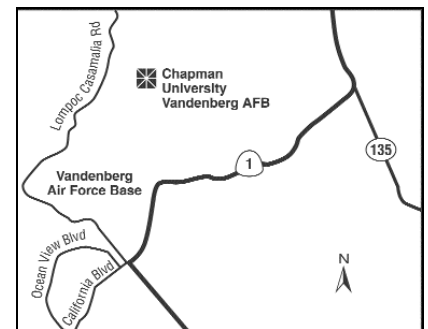 Lompoc Casamalia Rd
Chapman
University
Vandenberg AFB
135
1
Vandenberg
Air Force Base
Ocean View Blvd
California Blvd
N